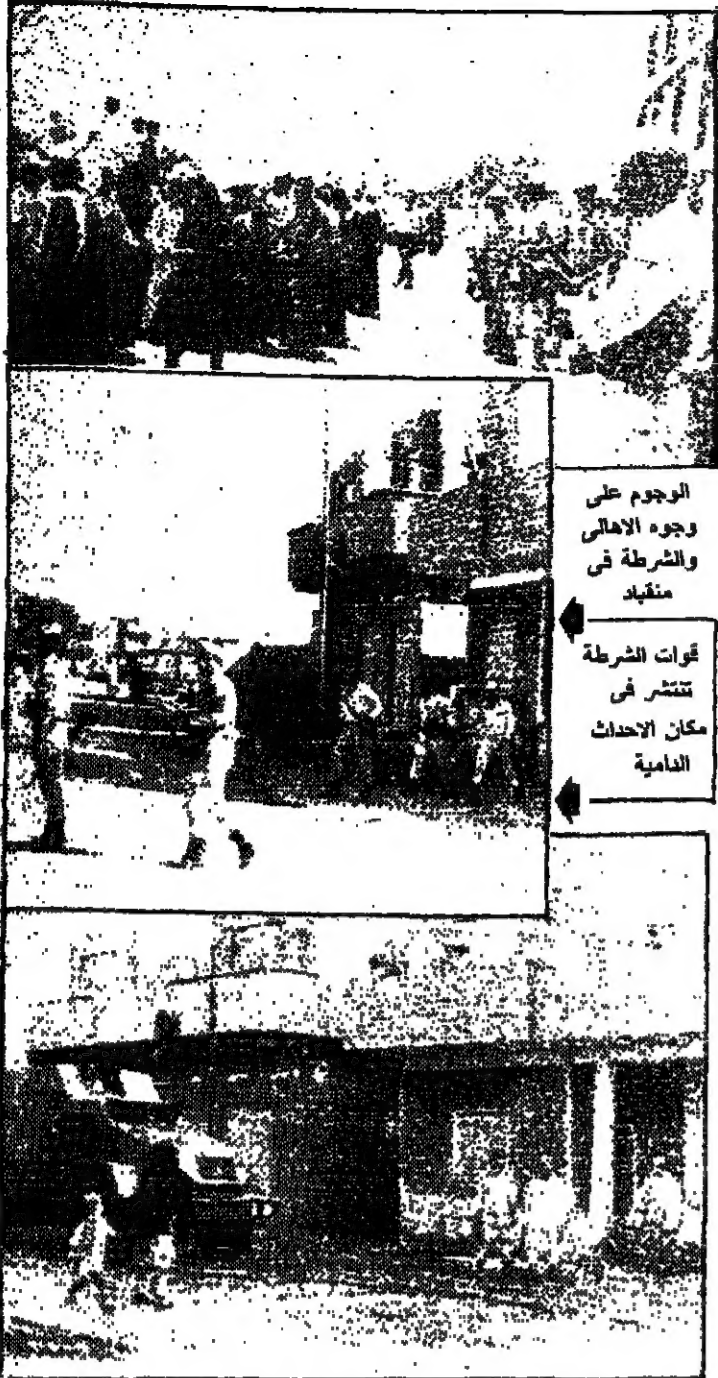 الوجوم على
وجوه الاهالى
والشرطة فى
منقباد
قوات الشرطة
تنتشر فى
مكان الاحداث
الدامية